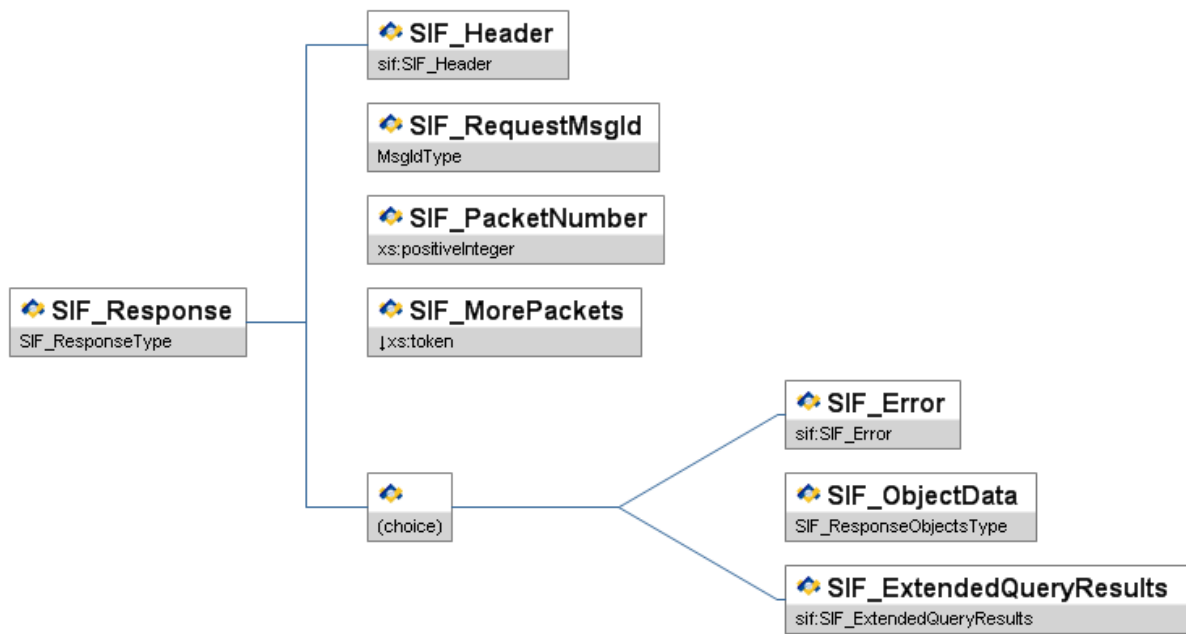 SIF_Header
sif:SIF_Header
SIF_RequestMsgId
MsgIdType
SIF_PacketNumber
xs:positiveInteger
SIF_Response
SIF_ResponseType
SIF_MorePackets
↓xs:token
SIF_Error
sif:SIF_Error
(choice)
SIF_ObjectData
SIF_ResponseObjectsType
SIF_ExtendedQueryResults
sif:SIF_ExtendedQueryResults